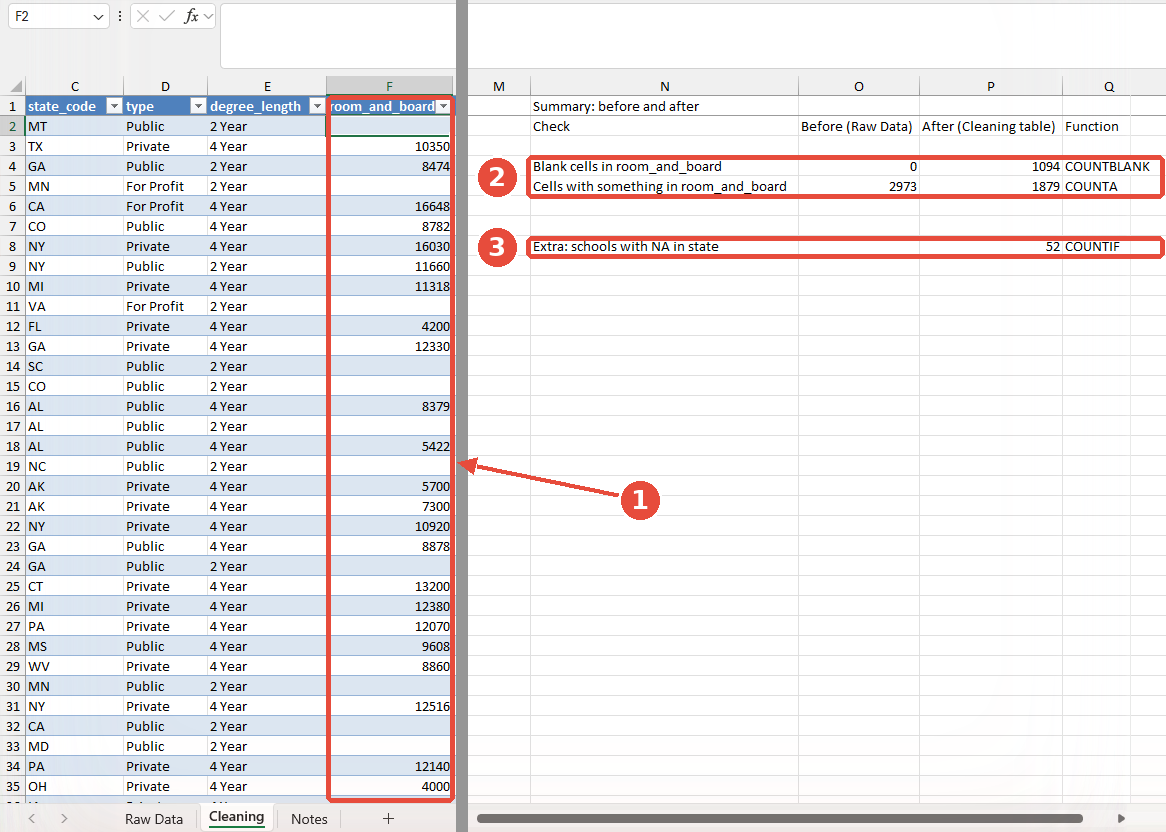 F2 fx
C D E F M N O P Q
1 state_code type degree_length room_and_board Summary: before and after
2 MT Public 2 Year Check Before (Raw Data) After (Cleaning table) Function
3 TX Private 4 Year 10350
4 GA Public 2 Year 8474 2 Blank cells in room_and_board 0 1094 COUNTBLANK
5 MN For Profit 2 Year Cells with something in room_and_board 2973 1879 COUNTA
6 CA For Profit 4 Year 16648
7 CO Public 4 Year 8782
8 NY Private 4 Year 16030 3 Extra: schools with NA in state 52 COUNTIF
9 NY Public 2 Year 11660
10 MI Private 4 Year 11318
11 VA For Profit 2 Year
12 FL Private 4 Year 4200
13 GA Private 4 Year 12330
14 SC Public 2 Year
15 CO Public 2 Year
16 AL Public 4 Year 8379
17 AL Public 2 Year
18 AL Public 4 Year 5422
19 NC Public 2 Year
20 AK Private 4 Year 5700
21 AK Private 4 Year 7300 1
22 NY Private 4 Year 10920
23 GA Public 4 Year 8878
24 GA Public 2 Year
25 CT Private 4 Year 13200
26 MI Private 4 Year 12380
27 PA Private 4 Year 12070
28 MS Public 4 Year 9608
29 WV Private 4 Year 8860
30 MN Public 2 Year
31 NY Private 4 Year 12516
32 CA Public 2 Year
33 MD Public 2 Year
34 PA Private 4 Year 12140
35 OH Private 4 Year 4000
Raw Data Cleaning Notes +